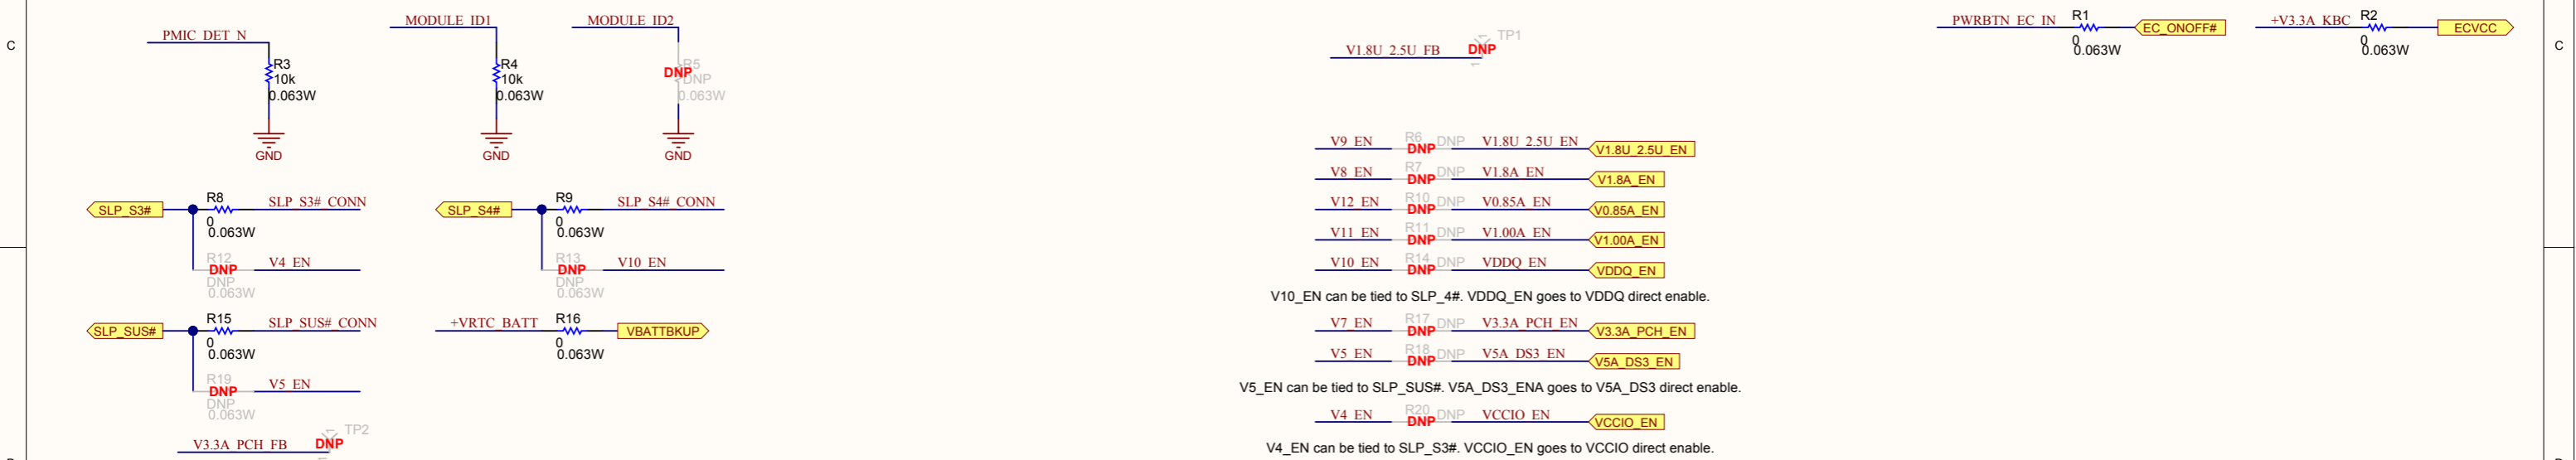 C
PMIC_DET_N
R3
10k
0.063W
GND
MODULE_ID1
R4
10k
0.063W
GND
MODULE_ID2
R5
DNP
DNP
0.063W
GND
V1.8U_2.5U_FB
DNP
TP1
1
PWRBTN_EC_IN
R1
0
0.063W
EC_ONOFF#
+V3.3A_KBC
R2
0
0.063W
ECVCC
C
SLP_S3#
R8
0
0.063W
SLP_S3#_CONN
R12
DNP
DNP
0.063W
V4_EN
SLP_S4#
R9
0
0.063W
SLP_S4#_CONN
R13
DNP
DNP
0.063W
V10_EN
SLP_SUS#
R15
0
0.063W
SLP_SUS#_CONN
R19
DNP
DNP
0.063W
V5_EN
+VRTC_BATT
R16
0
0.063W
VBATTBKUP
V3.3A_PCH_FB
DNP
TP2
V9_EN R6 DNP DNP V1.8U_2.5U_EN V1.8U_2.5U_EN
V8_EN R7 DNP DNP V1.8A_EN V1.8A_EN
V12_EN R10 DNP DNP V0.85A_EN V0.85A_EN
V11_EN R11 DNP DNP V1.00A_EN V1.00A_EN
V10_EN R14 DNP DNP VDDQ_EN VDDQ_EN
V10_EN can be tied to SLP_4#. VDDQ_EN goes to VDDQ direct enable.
V7_EN R17 DNP DNP V3.3A_PCH_EN V3.3A_PCH_EN
V5_EN R18 DNP DNP V5A_DS3_EN V5A_DS3_EN
V5_EN can be tied to SLP_SUS#. V5A_DS3_ENA goes to V5A_DS3 direct enable.
V4_EN R20 DNP DNP VCCIO_EN VCCIO_EN
V4_EN can be tied to SLP_S3#. VCCIO_EN goes to VCCIO direct enable.